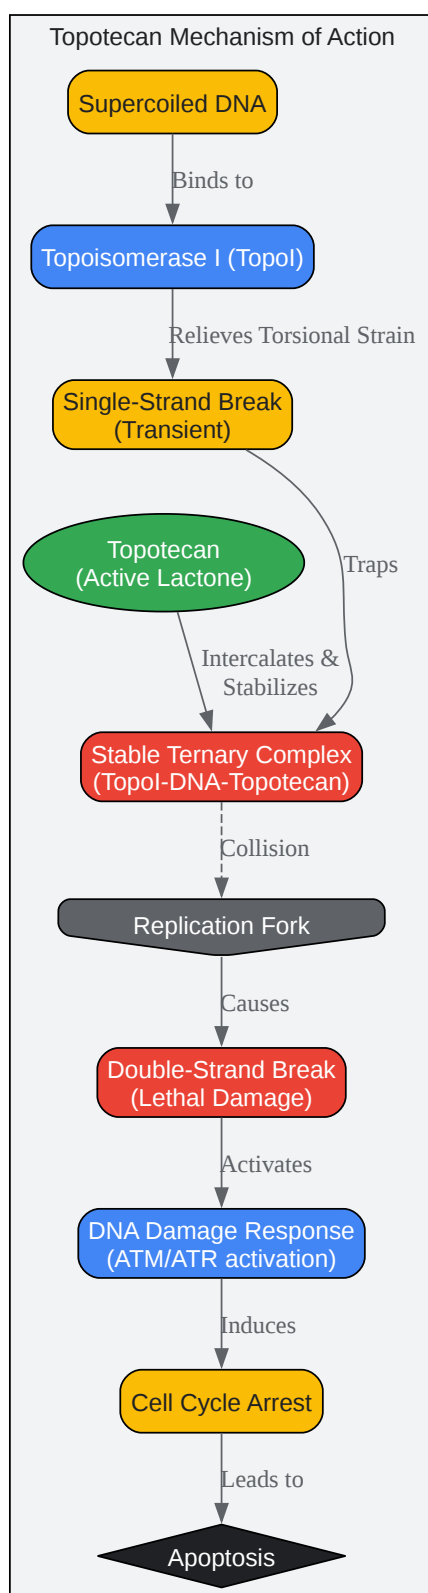 Topotecan Mechanism of Action
Supercoiled DNA
Binds to
Topoisomerase I (TopoI)
Relieves Torsional Strain
Single-Strand Break
(Transient)
Topotecan
(Active Lactone)
Traps
Intercalates &
Stabilizes
Stable Ternary Complex
(TopoI-DNA-Topotecan)
Collision
Replication Fork
Causes
Double-Strand Break
(Lethal Damage)
Activates
DNA Damage Response
(ATM/ATR activation)
Induces
Cell Cycle Arrest
Leads to
Apoptosis